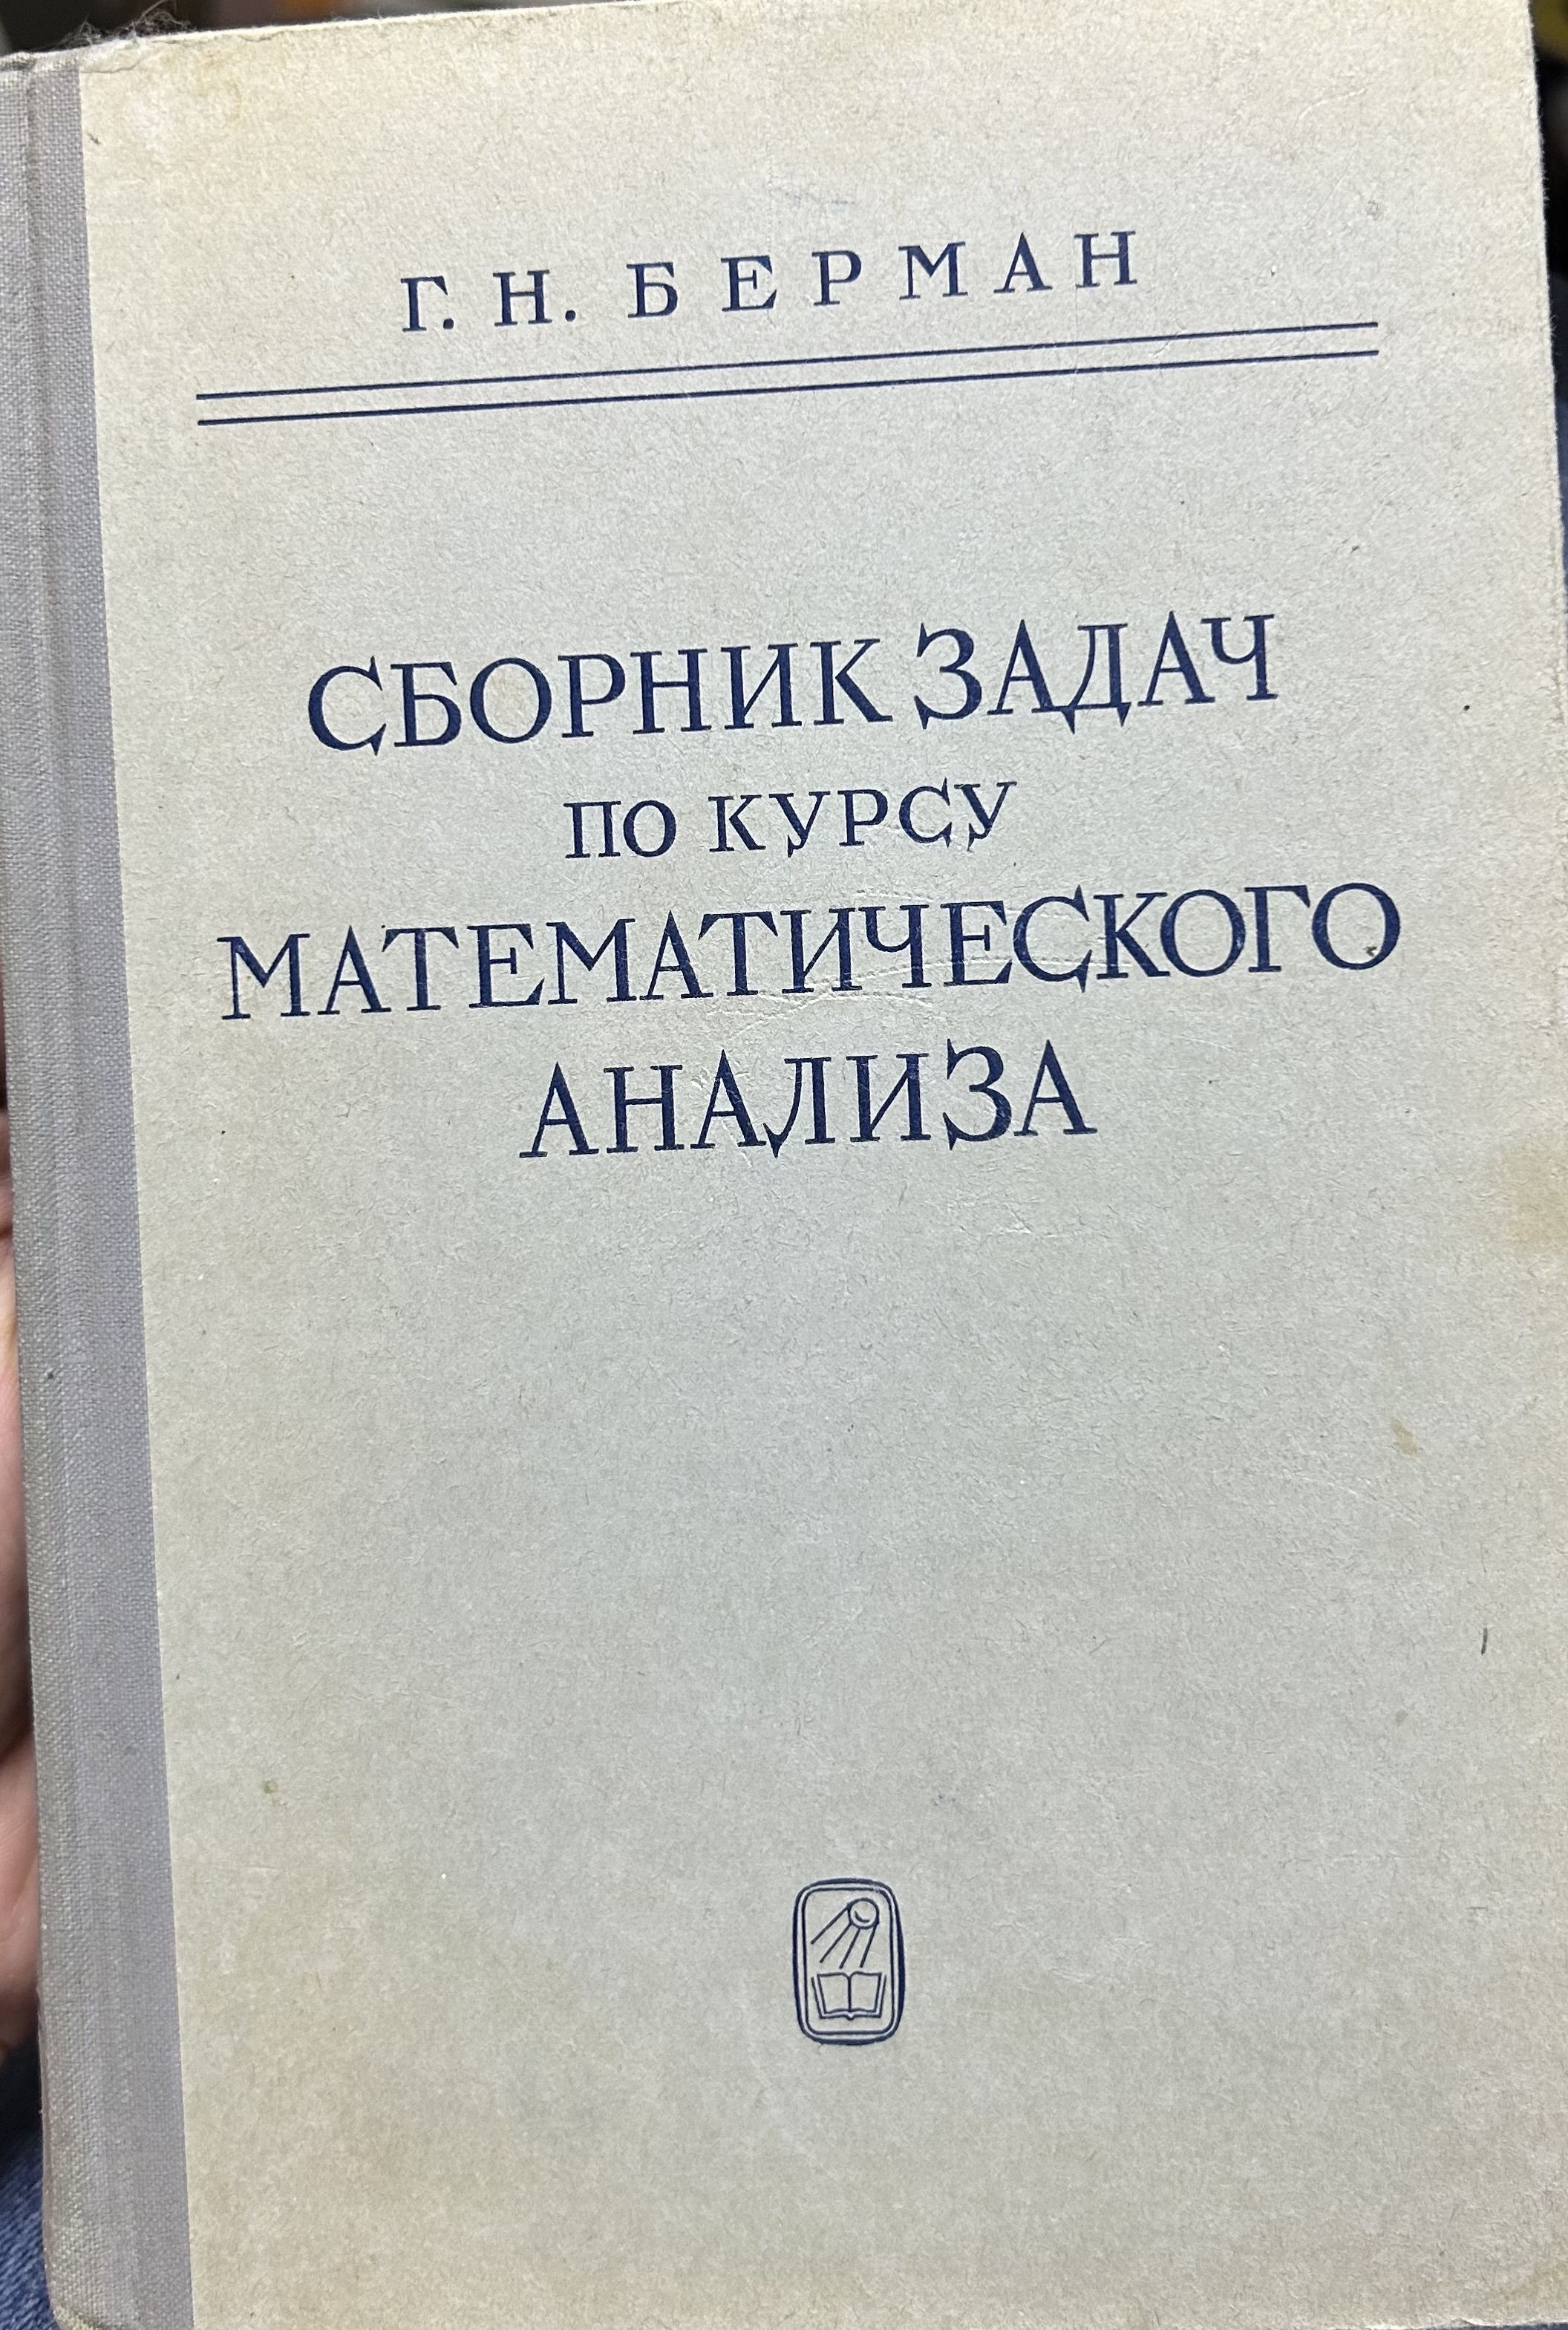 Г. Н. БЕРМАН
СБОРНИК ЗАДАЧ
ПО КУРСУ
МАТЕМАТИЧЕСКОГО
АНАЛИЗА